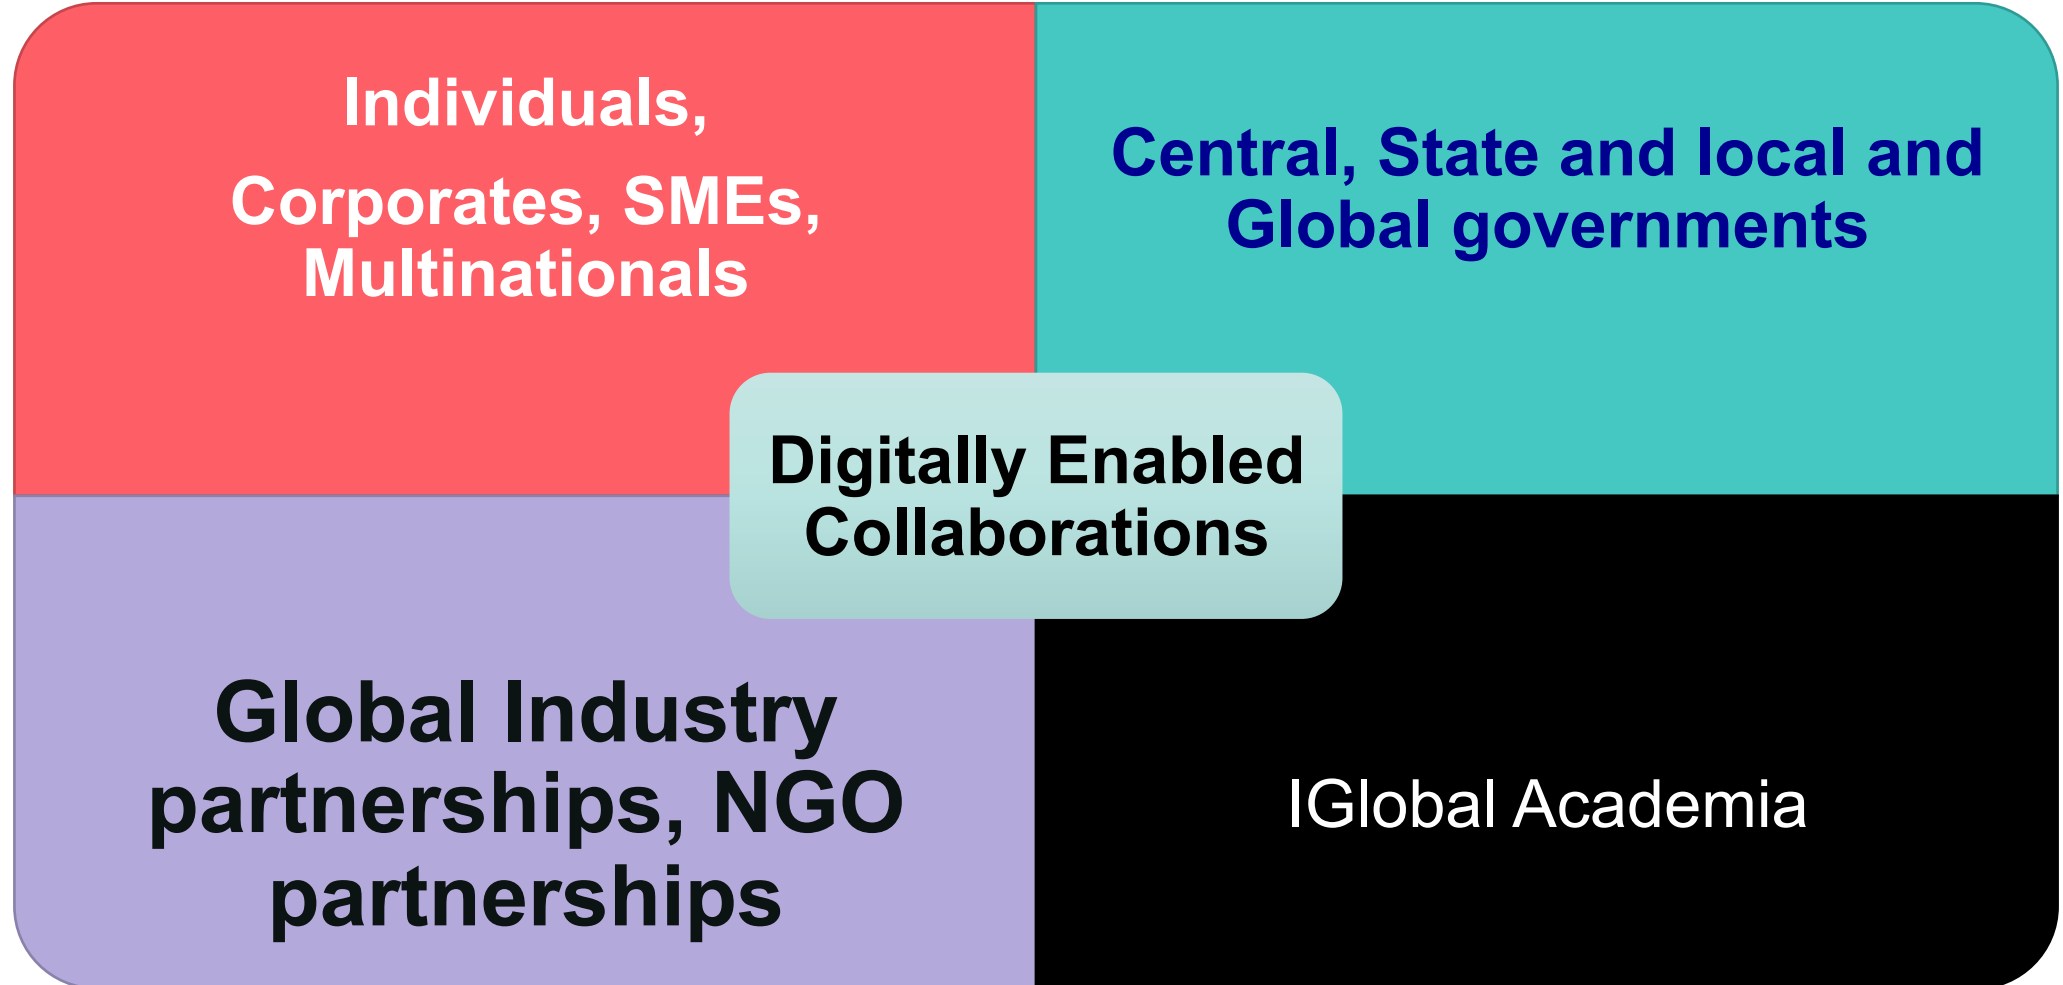 Individuals,
Corporates, SMEs,
Multinationals
Central, State and local and
Global governments
Digitally Enabled
Collaborations
Global Industry
partnerships, NGO
partnerships
IGlobal Academia